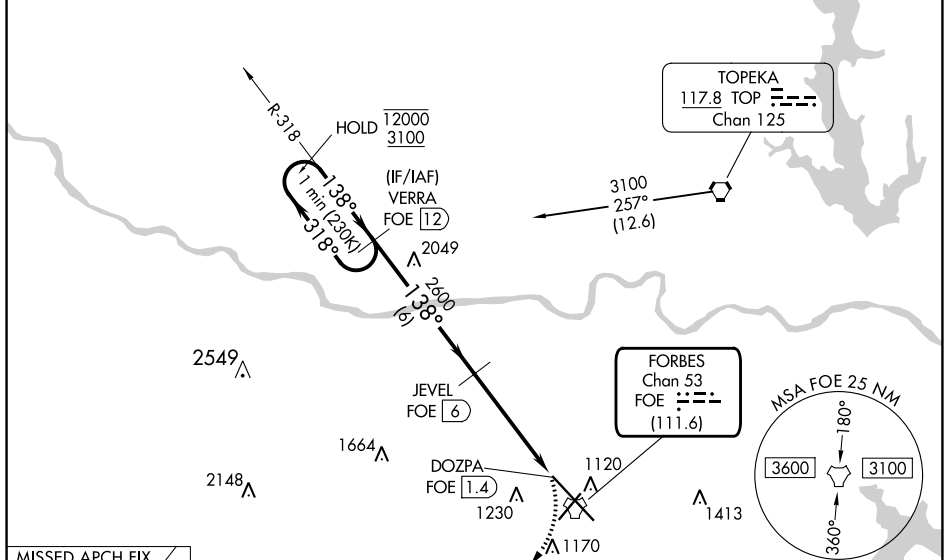 TOPEKA
117.8 TOP
Chan 125
R-318
HOLD 12000
3100
138°
1 min (230K)
318°
(IF/IAF)
VERRA
FOE 12
3100
257°
(12.6)
2049
2600
138°
(6)
2549
JEVEL
FOE 6
FORBES
Chan 53
FOE
(111.6)
MSA FOE 25 NM
180°
3600
3100
360°
1664
2148
DOZPA
FOE 1.4
1120
1230
1413
1170
MISSED APCH FIX